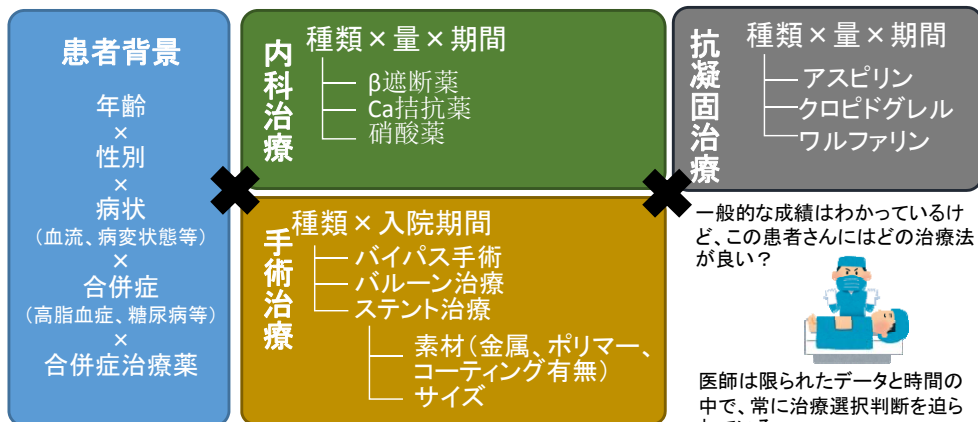 患者背景
年齢
×
性別
×
病状
（血流、病変状態等）
×
合併症
（高脂血症、糖尿病等）
×
合併症治療薬
内科治療
種類×量×期間
β遮断薬
Ca拮抗薬
硝酸薬
手術治療
種類×入院期間
バイパス手術
バルーン治療
ステント治療
素材（金属、ポリマー、
コーティング有無）
サイズ
抗凝固治療
種類×量×期間
アスピリン
クロピドグレル
ワルファリン
一般的な成績はわかっているけ
ど、この患者さんにはどの治療法
が良い？
医師は限られたデータと時間の
中で、常に治療選択判断を迫ら